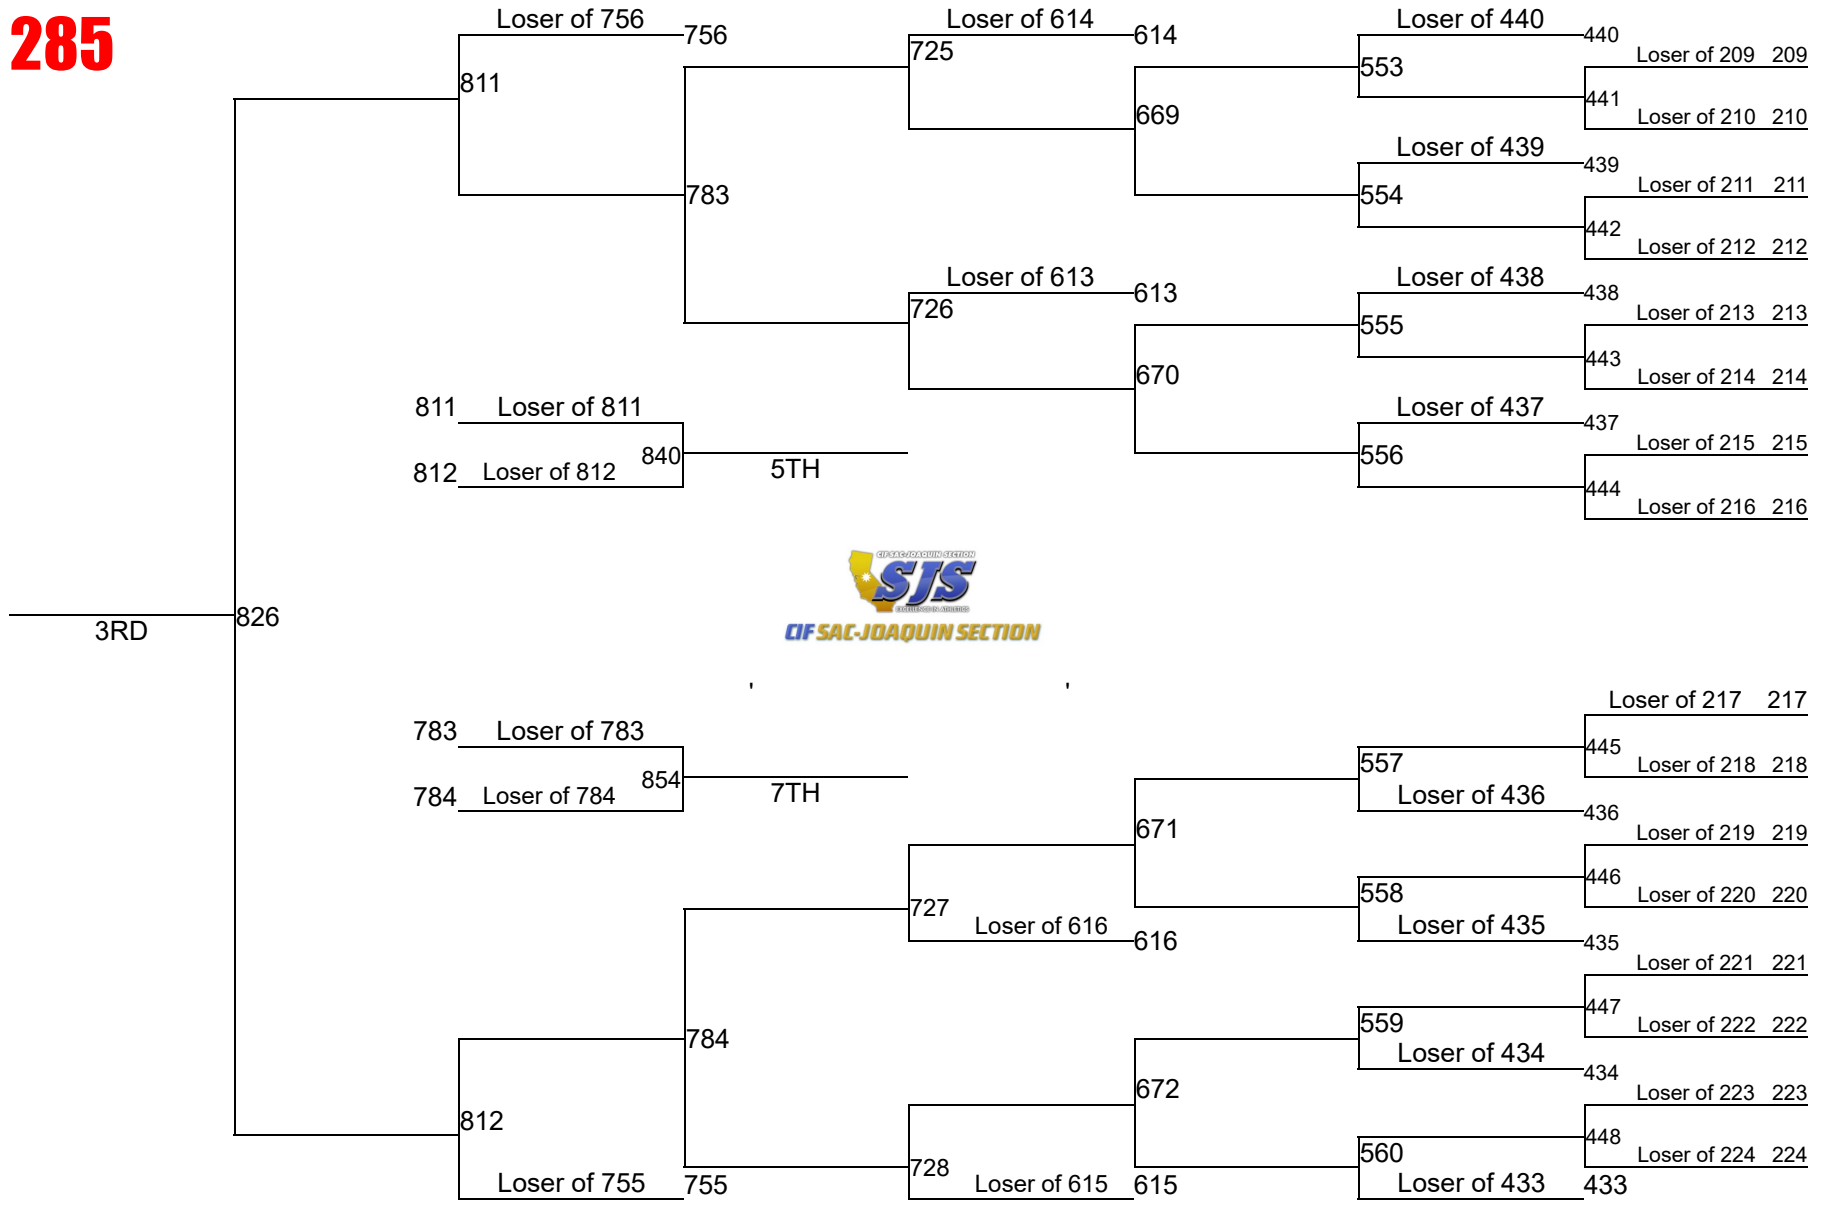 285
Loser of 756 756
Loser of 614 614
Loser of 440 440
Loser of 209 209
725
553
811
441
669
Loser of 210 210
Loser of 439 439
Loser of 211 211
783
554
442
Loser of 212 212
Loser of 613 613
Loser of 438 438
726
Loser of 213 213
555
443
670
Loser of 214 214
811 Loser of 811
Loser of 437 437
Loser of 215 215
840
556
812 Loser of 812
5TH
444
Loser of 216 216
CIF SAC-JOAQUIN SECTION
SJS
EXCELLENCE IN ATHLETICS
826
3RD
CIF SAC-JOAQUIN SECTION
' '
Loser of 217 217
783 Loser of 783
445
557
Loser of 218 218
854
784 Loser of 784
7TH
Loser of 436 436
671
Loser of 219 219
446
558
Loser of 220 220
727
Loser of 616 616
Loser of 435 435
Loser of 221 221
447
559
Loser of 222 222
784
Loser of 434 434
672
Loser of 223 223
812
448
560
Loser of 224 224
728
Loser of 755 755
Loser of 615 615
Loser of 433 433